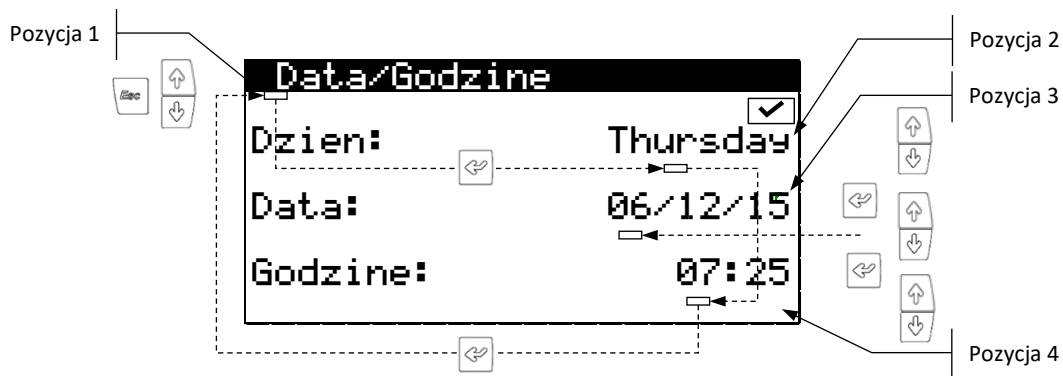 Pozycja 1
Pozycja 2
Data/Godzine
Esc
Pozycja 3
Dzien: Thursday
Data: 06/12/15
Godzine: 07:25
Pozycja 4